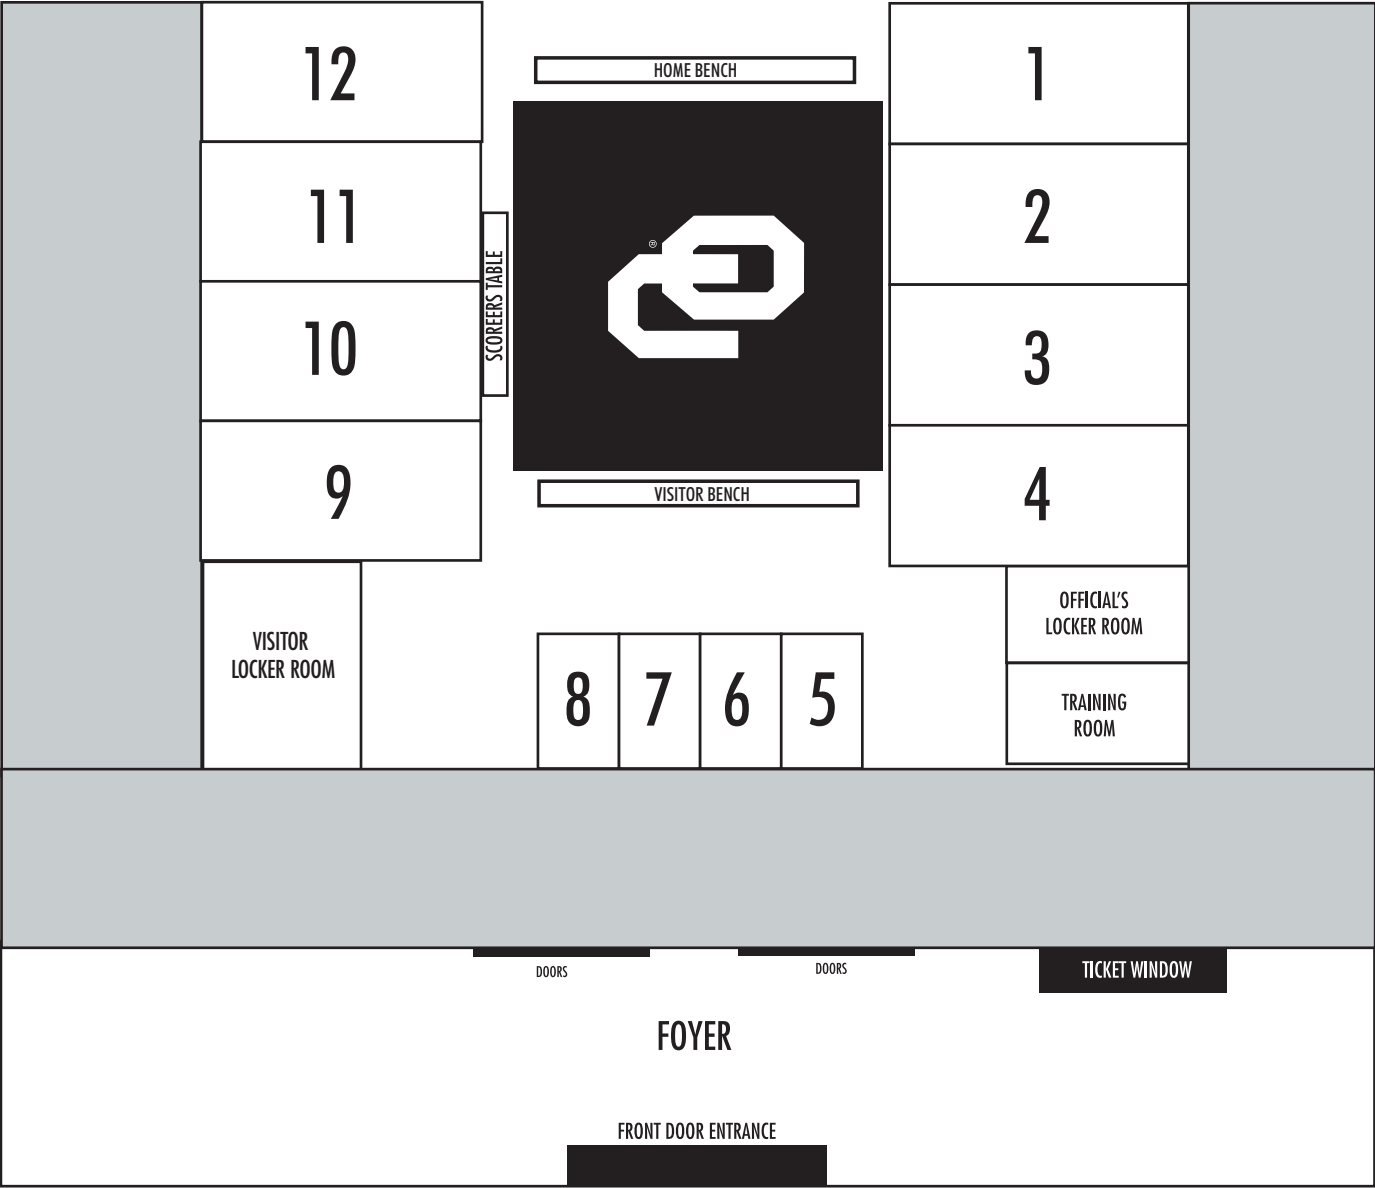 12
HOME BENCH
1
11
2
SCOREERS TABLE
®
10
3
9
VISITOR BENCH
4
OFFICIAL'S
LOCKER ROOM
VISITOR
LOCKER ROOM
8
7
6
5
TRAINING
ROOM
DOORS
DOORS
TICKET WINDOW
FOYER
FRONT DOOR ENTRANCE